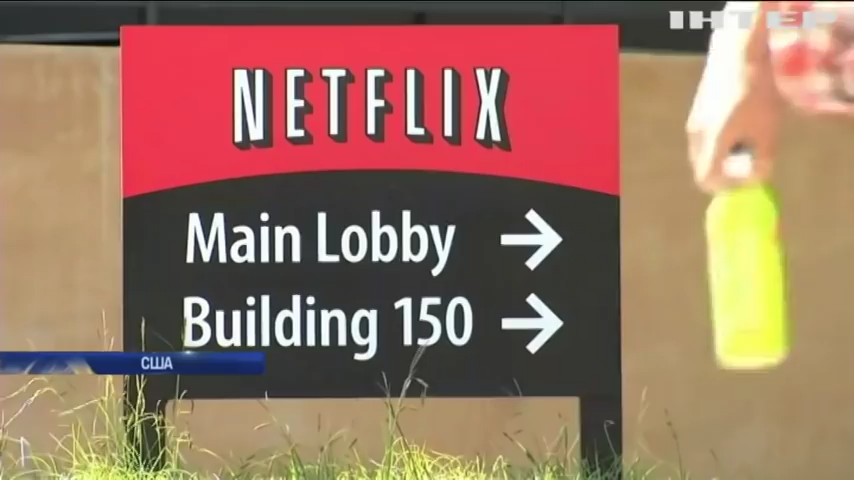 ІНТЕР
NETFLIX
Main Lobby →
Building 150 →
США